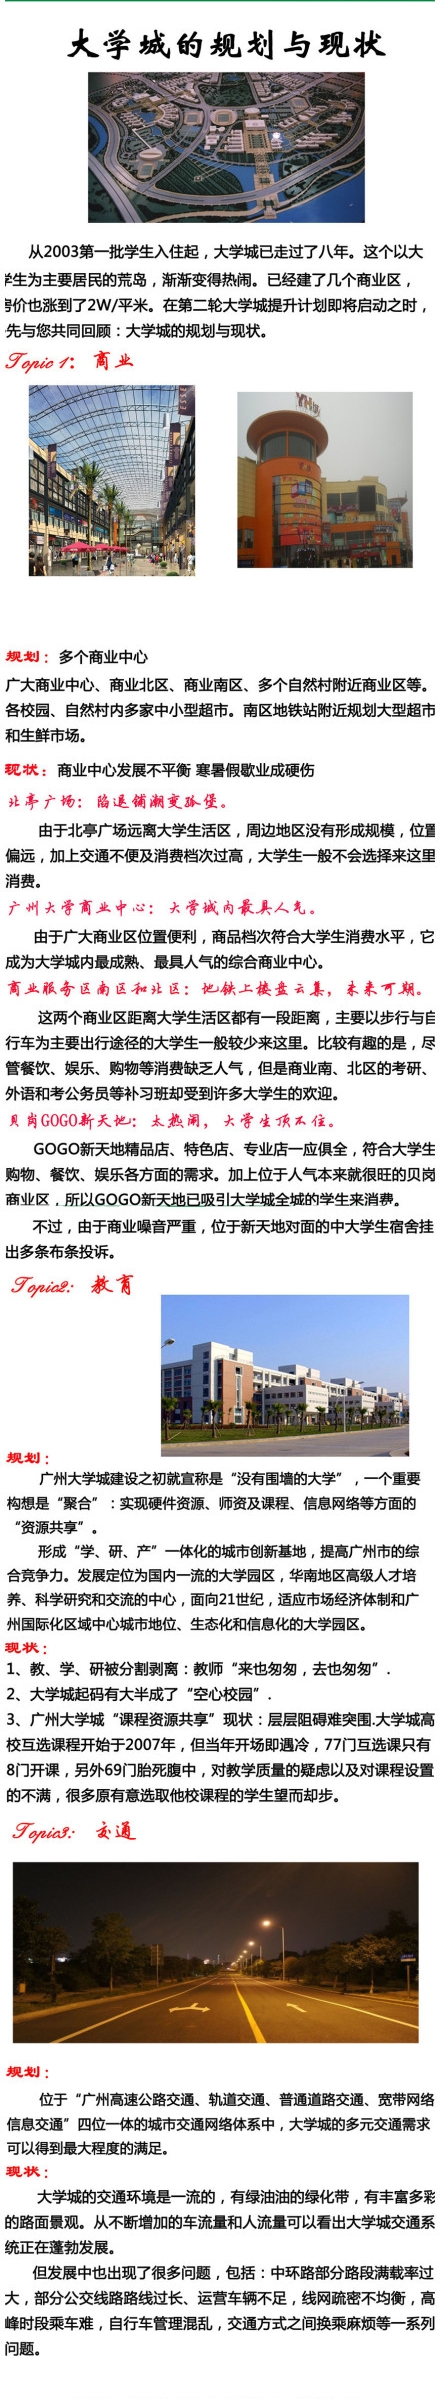 大学城的规划与现状
从2003第一批学生入住起，大学城已走过了八年。这个以大
学生为主要居民的荒岛，渐渐变得热闹。已经建了几个商业区，
房价也涨到了2W/平米。在第二轮大学城提升计划即将启动之时，
先与您共同回顾：大学城的规划与现状。
Topic 1: 商业
YH
规划：多个商业中心
广大商业中心、商业北区、商业南区、多个自然村附近商业区等。
各校园、自然村内多家中小型超市。南区地铁站附近规划大型超市
和生鲜市场。
现状：商业中心发展不平衡 寒暑假歇业成硬伤
北亭广场：陷退铺潮变孤堡。
由于北亭广场远离大学生活区，周边地区没有形成规模，位置
偏远，加上交通不便及消费档次过高，大学生一般不会选择来这里
消费。
广州大学商业中心：大学城内最具人气。
由于广大商业区位置便利，商品档次符合大学生消费水平，它
成为大学城内最成熟、最具人气的综合商业中心。
商业服务区南区和北区：地铁上楼盘云集，未来可期。
这两个商业区距离大学生活区都有一段距离，主要以步行与自
行车为主要出行途径的大学生一般较少来这里。比较有趣的是，尽
管餐饮、娱乐、购物等消费缺乏人气，但是商业南、北区的考研、
外语和考公务员等补习班却受到许多大学生的欢迎。
贝岗GOGO新天地：太热闹，大学生顶不住。
GOGO新天地精品店、特色店、专业店一应俱全，符合大学生
购物、餐饮、娱乐各方面的需求。加上位于人气本来就很旺的贝岗
商业区，所以GOGO新天地已吸引大学城全城的学生来消费。
不过，由于商业噪音严重，位于新天地对面的中大学生宿舍挂
出多条布条投诉。
Topic2: 教育
规划：
广州大学城建设之初就宣称是“没有围墙的大学”，一个重要
构想是“聚合”：实现硬件资源、师资及课程、信息网络等方面的
“资源共享”。
形成“学、研、产”一体化的城市创新基地，提高广州市的综
合竞争力。发展定位为国内一流的大学园区，华南地区高级人才培
养、科学研究和交流的中心，面向21世纪，适应市场经济体制和广
州国际化区域中心城市地位、生态化和信息化的大学园区。
现状：
1、教、学、研被分割剥离：教师“来也匆匆，去也匆匆”.
2、大学城起码有大半成了“空心校园”.
3、广州大学城“课程资源共享”现状：层层阻碍难突围.大学城高
校互选课程开始于2007年，但当年开场即遇冷，77门互选课只有
8门开课，另外69门胎死腹中，对教学质量的疑虑以及对课程设置
的不满，很多原有意选取他校课程的学生望而却步。
Topic3: 交通
规划：
位于“广州高速公路交通、轨道交通、普通道路交通、宽带网络
信息交通”四位一体的城市交通网络体系中，大学城的多元交通需求
可以得到最大程度的满足。
现状：
大学城的交通环境是一流的，有绿油油的绿化带，有丰富多彩
的路面景观。从不断增加的车流量和人流量可以看出大学城交通系
统正在蓬勃发展。
但发展中也出现了很多问题，包括：中环路部分路段满载率过
大，部分公交线路路线过长、运营车辆不足，线网疏密不均衡，高
峰时段乘车难，自行车管理混乱，交通方式之间换乘麻烦等一系列
问题。